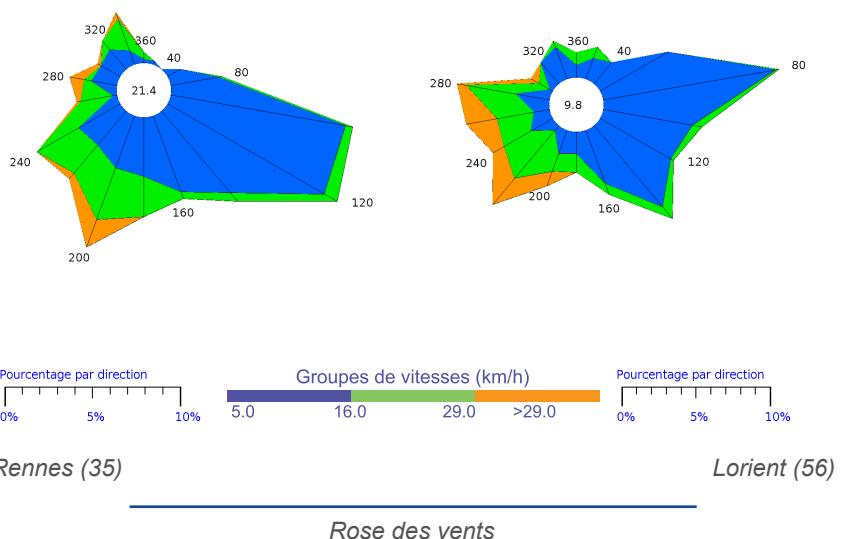 320
360
40
280
21.4
80
240
120
160
200
320
360
40
280
9.8
80
240
120
200
160
Pourcentage par direction
0% 5% 10%
Groupes de vitesses (km/h)
5.0 16.0 29.0 >29.0
Pourcentage par direction
0% 5% 10%
Rennes (35)
Lorient (56)
Rose des vents